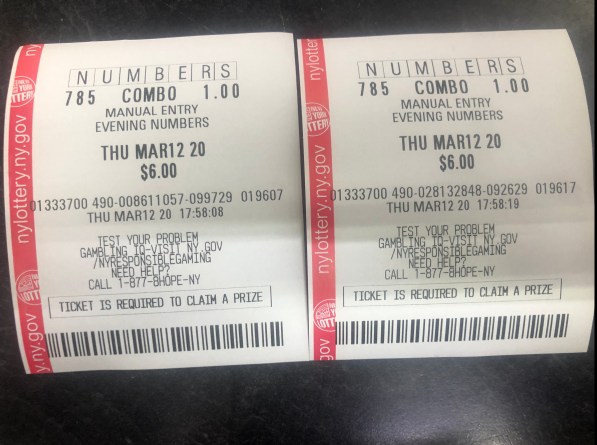 NUMBERS
785 COMBO 1.00
MANUAL ENTRY
EVENING NUMBERS
THU MAR12 20
$6.00
01333700 490-008611057-099729 019607
THU MAR12 20 17:58:08
TEST YOUR PROBLEM
GAMBLING IQ-VISIT NY.GOV
/NYRESPONSIBLEGAMING
NEED HELP?
CALL 1-877-8HOPE-NY
TICKET IS REQUIRED TO CLAIM A PRIZE
nylottery.ny.gov
y.ny.gov
NUMBERS
785 COMBO 1.00
MANUAL ENTRY
EVENING NUMBERS
THU MAR12 20
$6.00
01333700 490-028132848-092629 019617
THU MAR12 20 17:58:19
TEST YOUR PROBLEM
GAMBLING IQ-VISIT NY.GOV
/NYRESPONSIBLEGAMING
NEED HELP?
CALL 1-877-8HOPE-NY
TICKET IS REQUIRED TO CLAIM A PRIZE
nylotter
nylottery.ny.gov
nylo